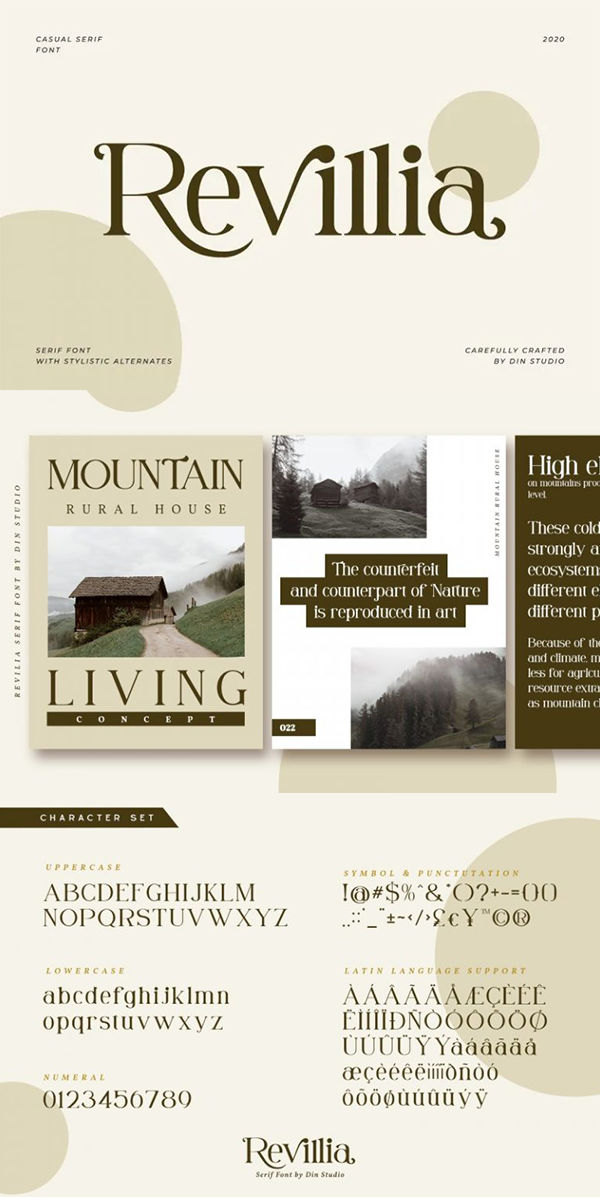 CASUAL SERIF
FONT
2020
Revillia
SERIF FONT
WITH STYLISTIC ALTERNATES
CAREFULLY CRAFTED
BY DIN STUDIO
REVILIA SERIF FONT BY DIN STUDIO
MOUNTAIN
RURAL HOUSE
LIVING
CONCEPT
MOUNTAIN RURAL HOUSE
The counterfeit
and counterpart of Nature
is reproduced in art
022
High el
on mountains proc
level.
These cold
strongly a
ecosystem
different e
different p
Because of the
and climate, m
less for agricu
resource extra
as mountain cl
CHARACTER SET
UPPERCASE
ABCDEFGHIJKLM
NOPQRSTUVWXYZ
LOWERCASE
abcdefghijklmn
opqrstuvwxyz
NUMERAL
0123456789
SYMBOL & PUNCTUTATION
LATIN LANGUAGE SUPPORT
Revillia
Serif Font by Din Studio